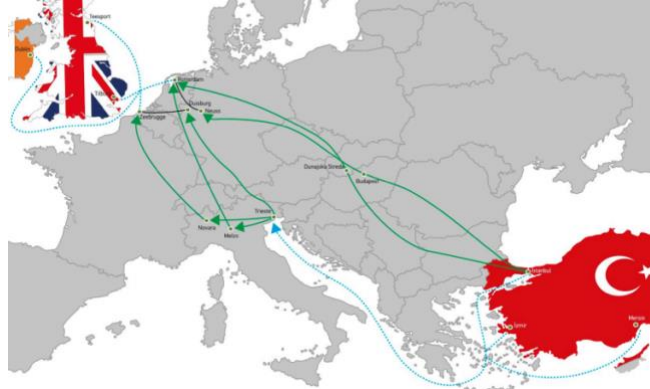 Teesport
Dublin
Tilbury
Rotterdam
Zeebrugge
Duisburg
Neuss
Dunajska Streda
Budapest
Trieste
Novara
Melzo
Istanbul
Izmir
Mersin